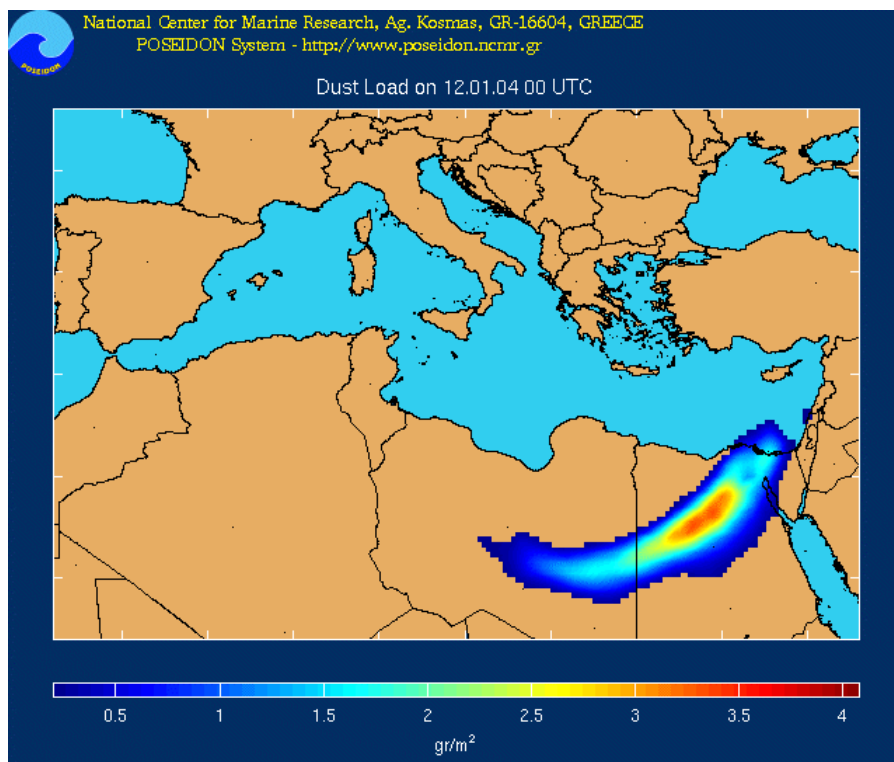 National Center for Marine Research, Ag. Kosmas, GR-16604, GREECE
POSEIDON System - http://www.poseidon.ncmr.gr
POSEIDON
Dust Load on 12.01.04 00 UTC
0.5 1 1.5 2 2.5 3 3.5 4
gr/m²